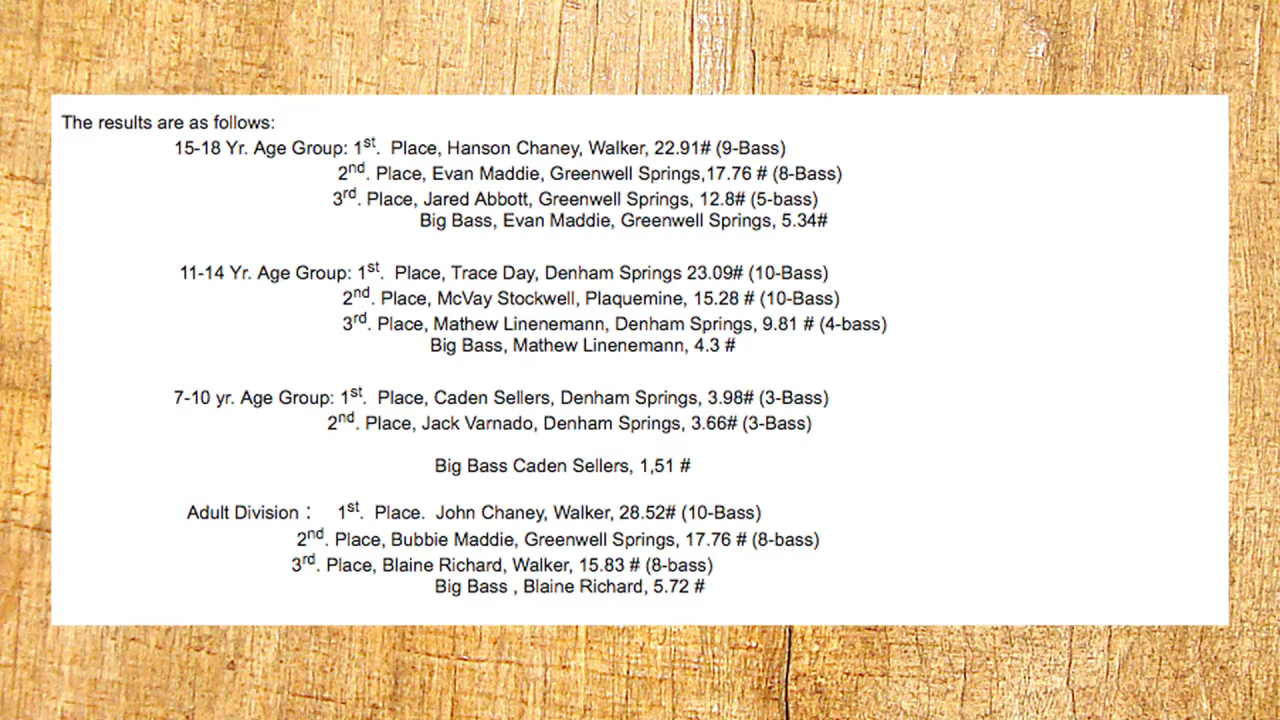 The results are as follows:
15-18 Yr. Age Group: 1st. Place, Hanson Chaney, Walker, 22.91# (9-Bass)
2nd. Place, Evan Maddie, Greenwell Springs,17.76 # (8-Bass)
3rd. Place, Jared Abbott, Greenwell Springs, 12.8# (5-bass)
Big Bass, Evan Maddie, Greenwell Springs, 5.34#
11-14 Yr. Age Group: 1st. Place, Trace Day, Denham Springs 23.09# (10-Bass)
2nd. Place, McVay Stockwell, Plaquemine, 15.28 # (10-Bass)
3rd. Place, Mathew Linenemann, Denham Springs, 9.81 # (4-bass)
Big Bass, Mathew Linenemann, 4.3 #
7-10 yr. Age Group: 1st. Place, Caden Sellers, Denham Springs, 3.98# (3-Bass)
2nd. Place, Jack Varnado, Denham Springs, 3.66# (3-Bass)
Big Bass Caden Sellers, 1,51 #
Adult Division : 1st. Place. John Chaney, Walker, 28.52# (10-Bass)
2nd. Place, Bubbie Maddie, Greenwell Springs, 17.76 # (8-bass)
3rd. Place, Blaine Richard, Walker, 15.83 # (8-bass)
Big Bass , Blaine Richard, 5.72 #